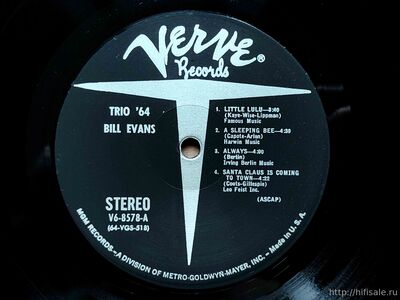 Verve®
Records
TRIO '64
BILL EVANS
1. LITTLE LULU—3:40
(Kaye-Wise-Lippman)
Famous Music
2. A SLEEPING BEE—4:39
(Capote-Arlen)
Harwin Music
3. ALWAYS—4:00
(Berlin)
Irving Berlin Music
4. SANTA CLAUS IS COMING
TO TOWN—4:22
(Coots-Gillespie)
Leo Feist Inc.
(ASCAP)
STEREO
V6-8578-A
(64-VGS-518)
MGM RECORDS—A DIVISION OF METRO-GOLDWYN-MAYER, INC.—Made in U.S.A.
http://hifisale.ru/